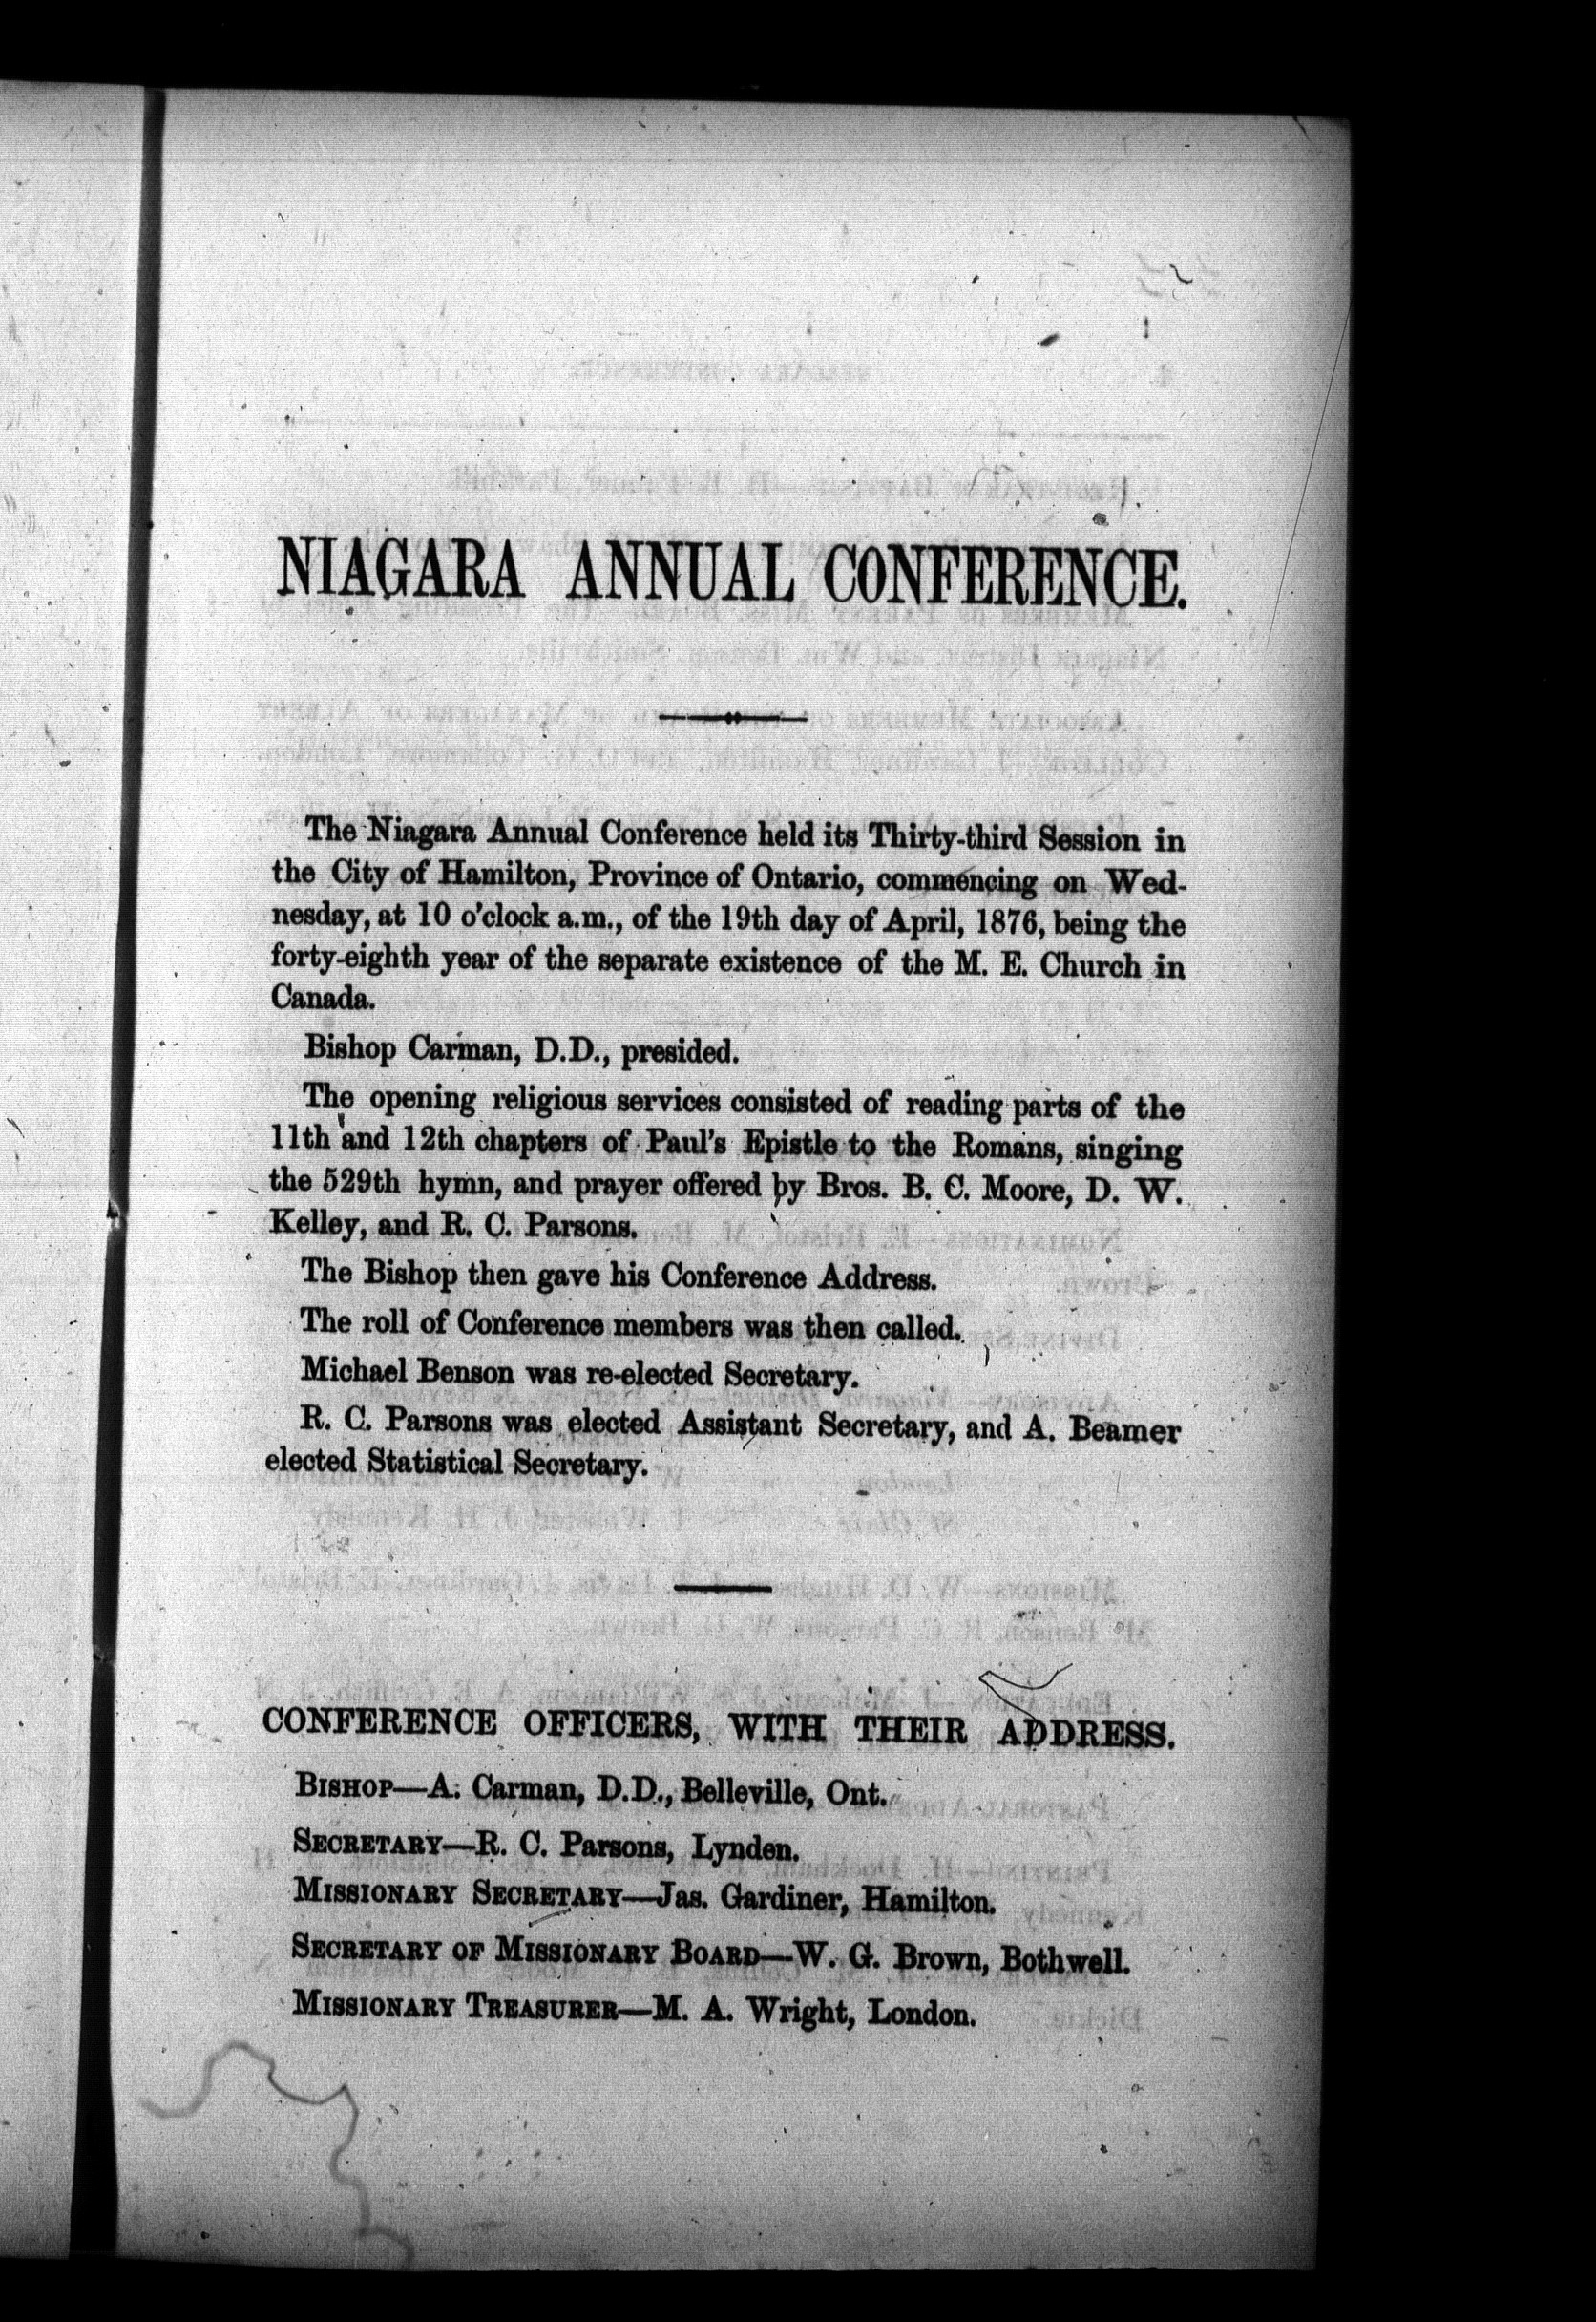 NIAGARA ANNUAL CONFERENCE.
The Niagara Annual Conference held its Thirty-third Session in
the City of Hamilton, Province of Ontario, commencing on Wed-
nesday, at 10 o'clock a.m., of the 19th day of April, 1876, being the
forty-eighth year of the separate existence of the M. E. Church in
Canada.
Bishop Carman, D.D., presided.
The opening religious services consisted of reading parts of the
11th and 12th chapters of Paul's Epistle to the Romans, singing
the 529th hymn, and prayer offered by Bros. B. C. Moore, D. W.
Kelley, and R. C. Parsons.
The Bishop then gave his Conference Address.
The roll of Conference members was then called.
Michael Benson was re-elected Secretary.
R. C. Parsons was elected Assistant Secretary, and A. Beamer
elected Statistical Secretary.
CONFERENCE OFFICERS, WITH THEIR ADDRESS.
BISHOP—A. Carman, D.D., Belleville, Ont.
SECRETARY—R. C. Parsons, Lynden.
MISSIONARY SECRETARY—Jas. Gardiner, Hamilton.
SECRETARY OF MISSIONARY BOARD—W. G. Brown, Bothwell.
MISSIONARY TREASURER—M. A. Wright, London.